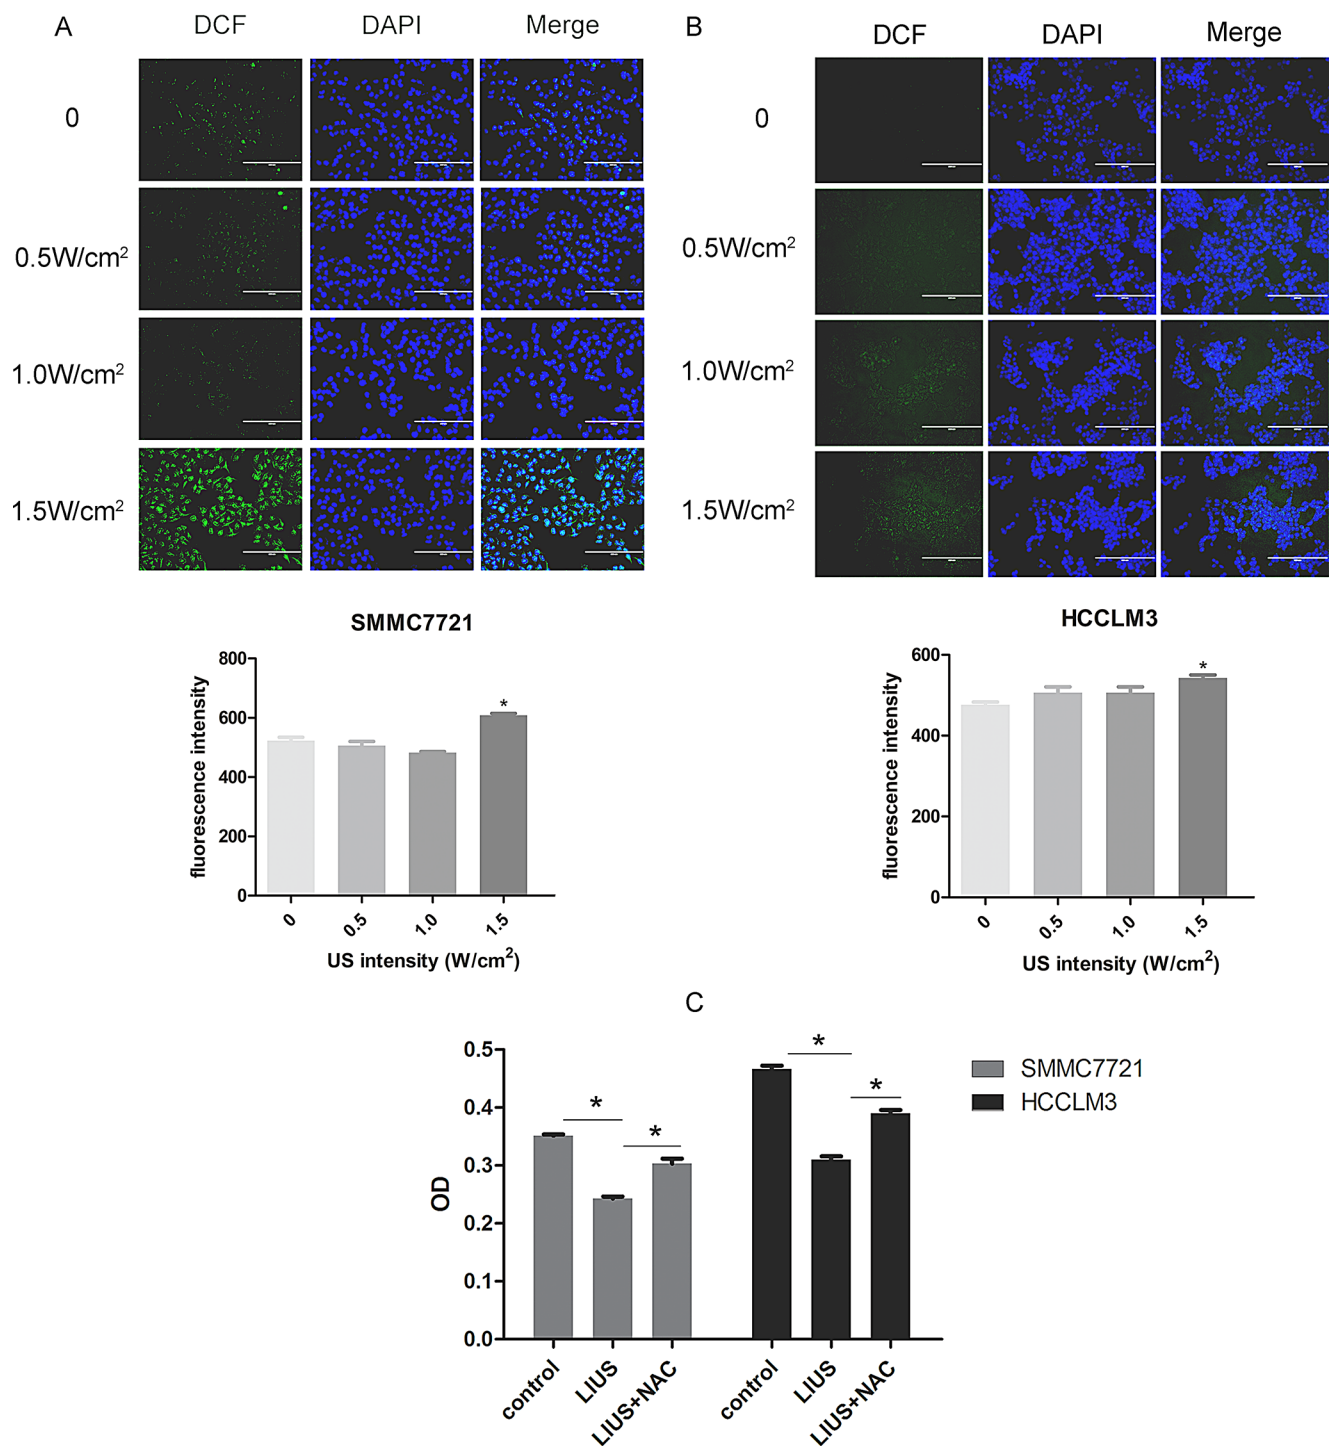 A
DCF DAPI Merge
0
0.5W/cm²
1.0W/cm²
1.5W/cm²
B
DCF DAPI Merge
0
0.5W/cm²
1.0W/cm²
1.5W/cm²
SMMC7721
fluorescence intensity
800
600
400
200
0
0 0.5 1.0 1.5
US intensity (W/cm²)
*
HCCLM3
fluorescence intensity
600
400
200
0
0 0.5 1.0 1.5
US intensity (W/cm²)
*
C
OD
0.5
0.4
0.3
0.2
0.1
0.0
* * * *
control LIUS LIUS+NAC control LIUS LIUS+NAC
SMMC7721
HCCLM3